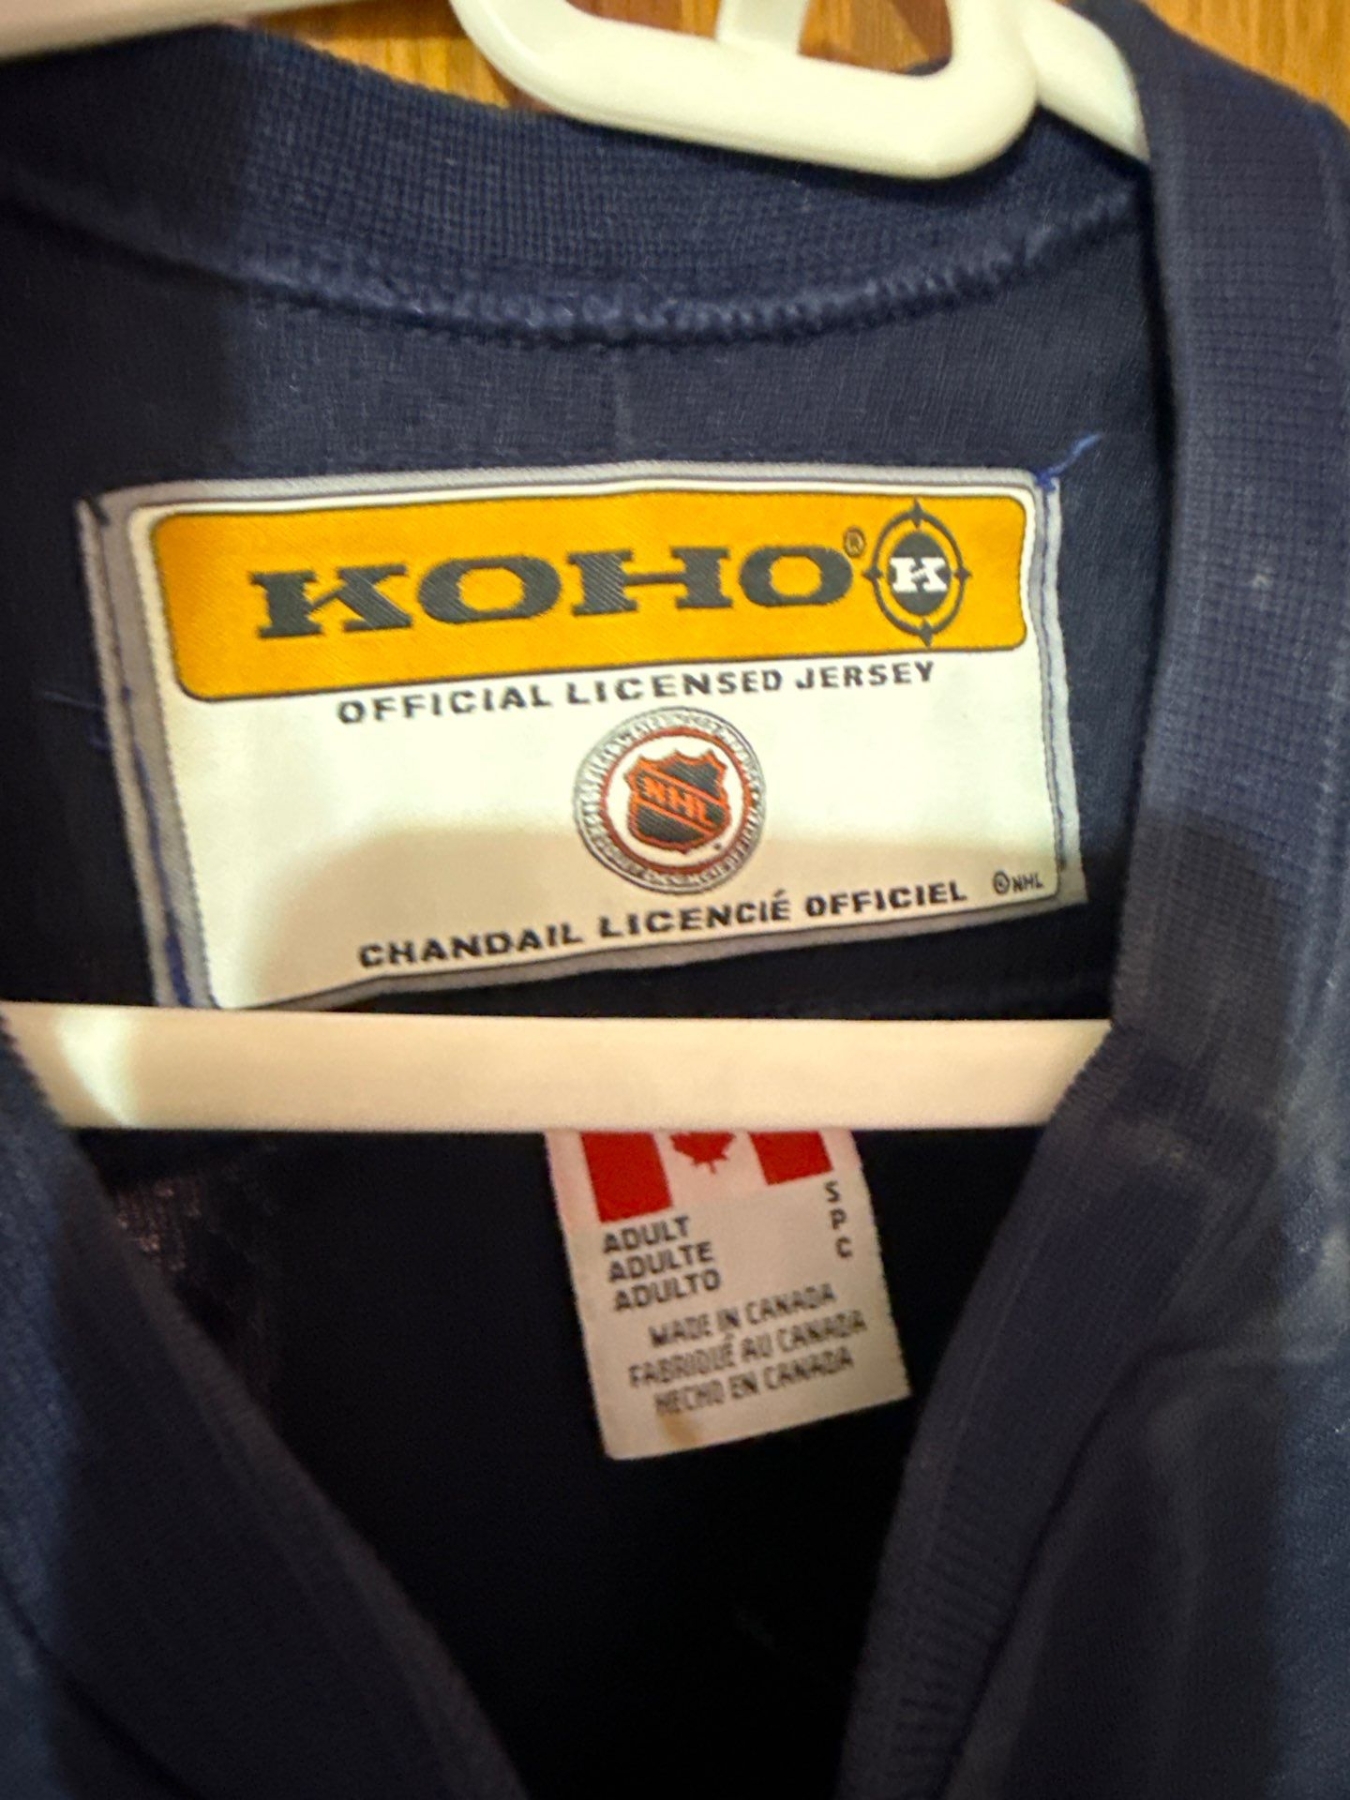 KOHO® K
OFFICIAL LICENSED JERSEY
NHL
CHANDAIL LICENCIÉ OFFICIEL ©NHL
ADULT S
ADULTE P
ADULTO C
MADE IN CANADA
FABRIQUÉ AU CANADA
HECHO EN CANADA